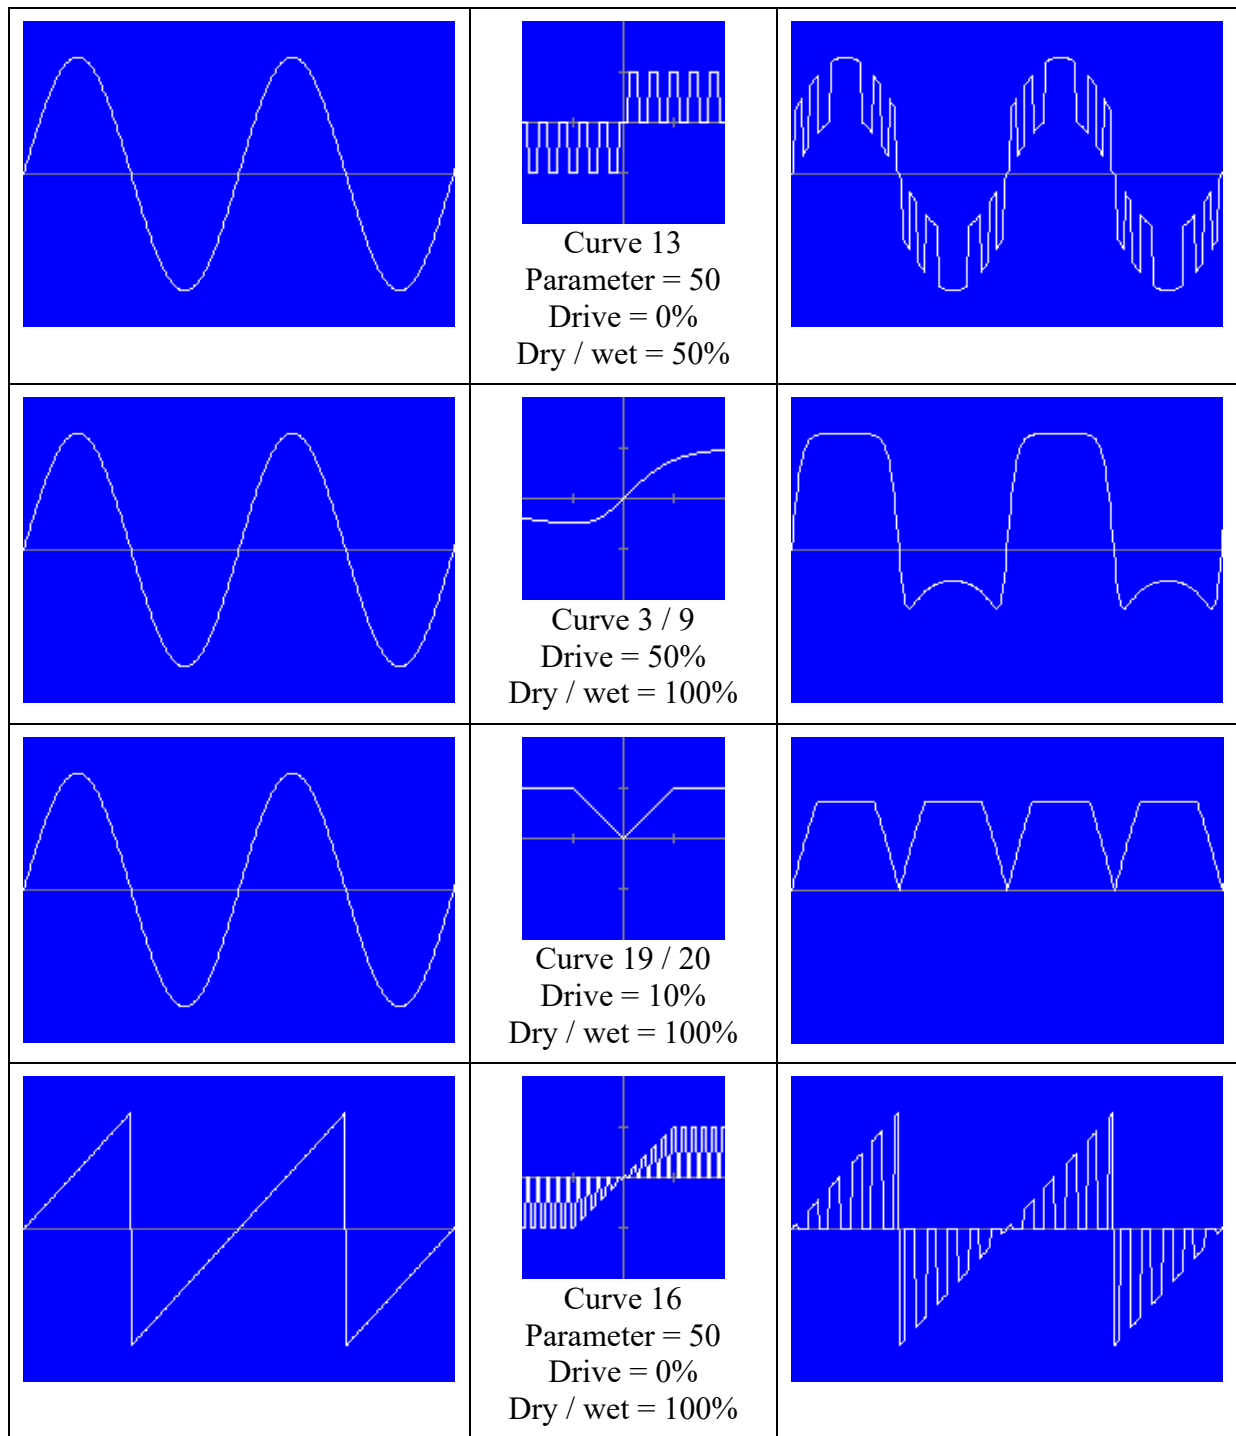 Curve 13
Parameter = 50
Drive = 0%
Dry / wet = 50%
Curve 3 / 9
Drive = 50%
Dry / wet = 100%
Curve 19 / 20
Drive = 10%
Dry / wet = 100%
Curve 16
Parameter = 50
Drive = 0%
Dry / wet = 100%